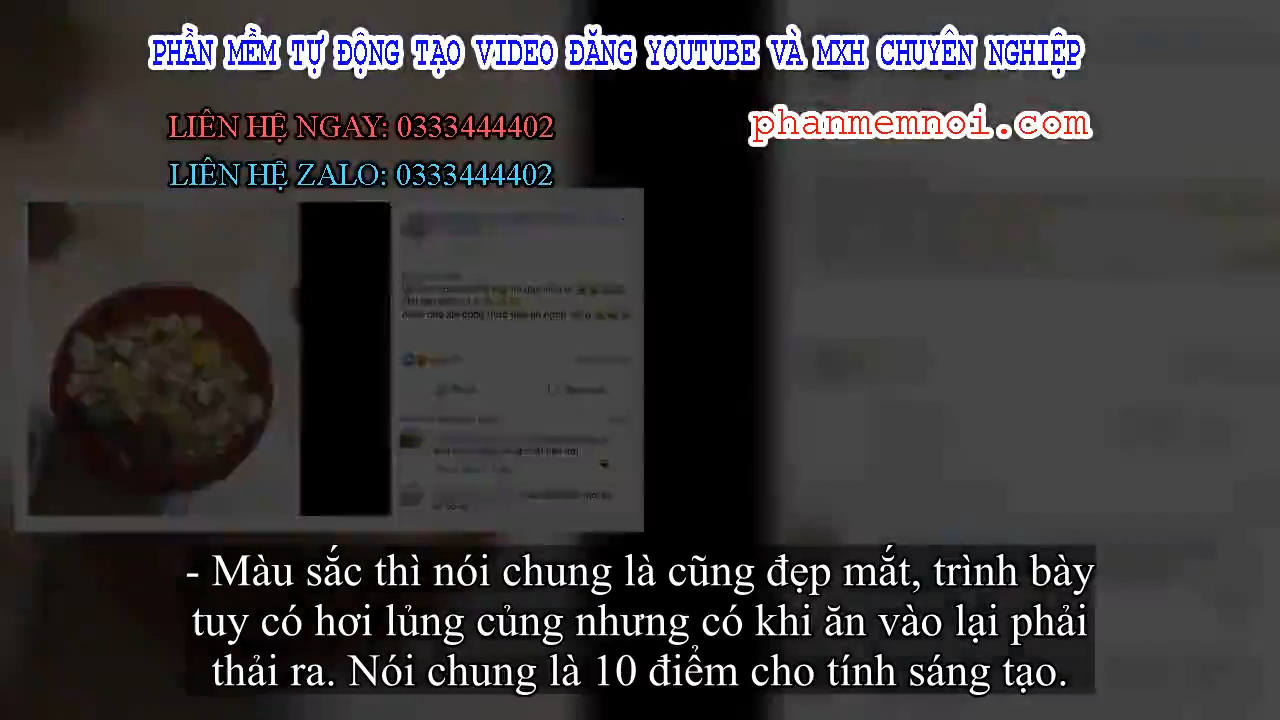 PHẦN MỀM TỰ ĐỘNG TẠO VIDEO ĐĂNG YOUTUBE VÀ MXH CHUYÊN NGHIỆP
LIÊN HỆ NGAY: 0333444402
phanmemnoi.com
LIÊN HỆ ZALO: 0333444402
- Màu sắc thì nói chung là cũng đẹp mắt, trình bày
tuy có hơi lủng củng nhưng có khi ăn vào lại phải
thải ra. Nói chung là 10 điểm cho tính sáng tạo.